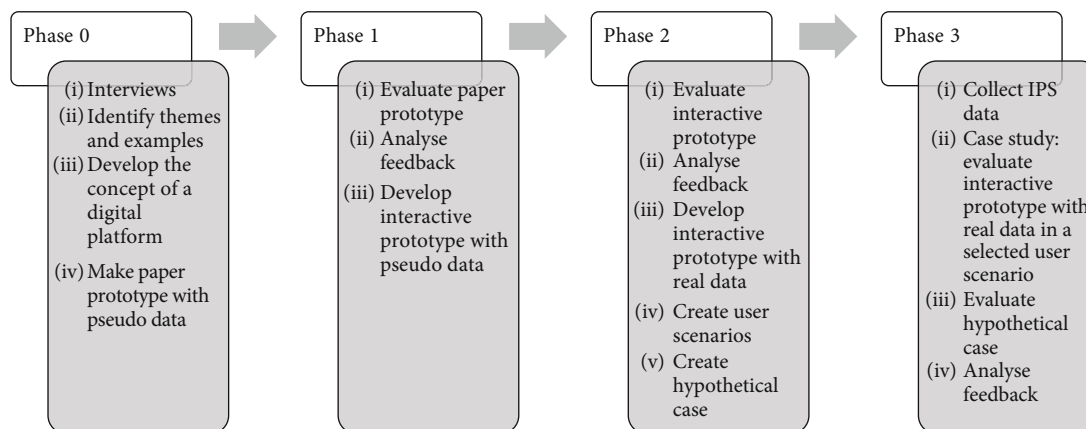 Phase 0
(i) Interviews
(ii) Identify themes
and examples
(iii) Develop the
concept of a
digital
platform
(iv) Make paper
prototype with
pseudo data
Phase 1
(i) Evaluate paper
prototype
(ii) Analyse
feedback
(iii) Develop
interactive
prototype with
pseudo data
Phase 2
(i) Evaluate
interactive
prototype
(ii) Analyse
feedback
(iii) Develop
interactive
prototype with
real data
(iv) Create user
scenarios
(v) Create
hypothetical
case
Phase 3
(i) Collect IPS
data
(ii) Case study:
evaluate
interactive
prototype with
real data in a
selected user
scenario
(iii) Evaluate
hypothetical
case
(iv) Analyse
feedback